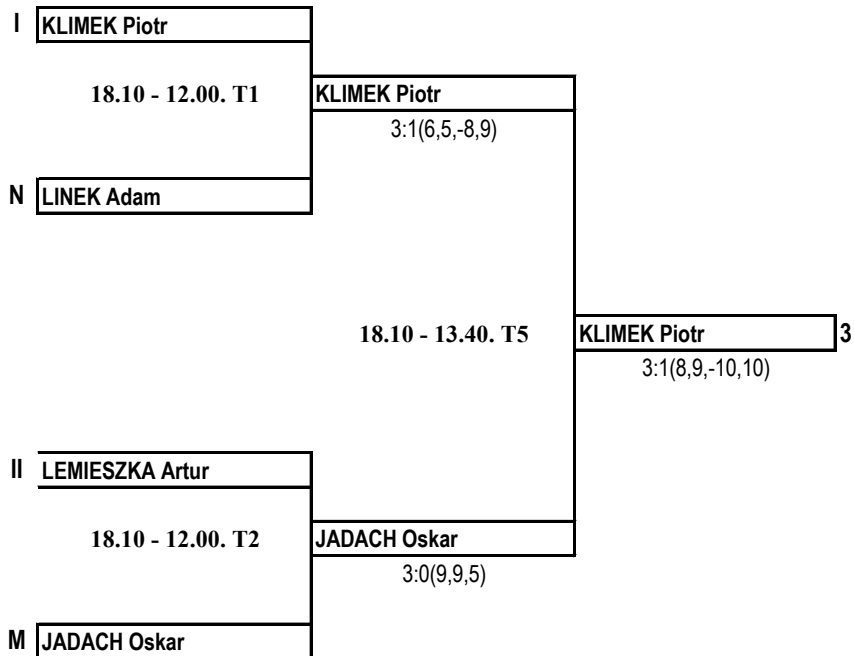 I KLIMEK Piotr
18.10 - 12.00. T1
KLIMEK Piotr
3:1(6,5,-8,9)
N LINEK Adam
18.10 - 13.40. T5
KLIMEK Piotr 3
3:1(8,9,-10,10)
II LEMIESZKA Artur
18.10 - 12.00. T2
JADACH Oskar
3:0(9,9,5)
M JADACH Oskar